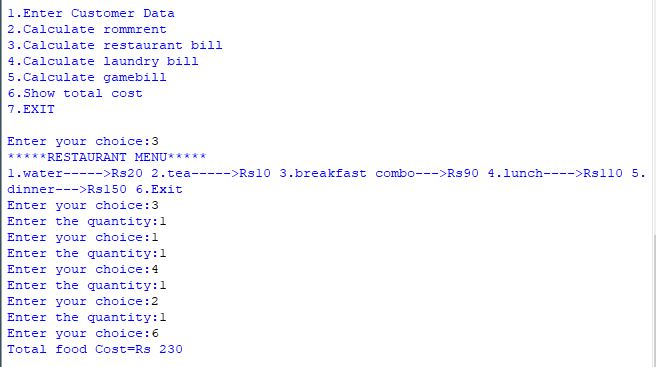 1.Enter Customer Data
2.Calculate rommrent
3.Calculate restaurant bill
4.Calculate laundry bill
5.Calculate gamebill
6.Show total cost
7.EXIT
Enter your choice:3
*****RESTAURANT MENU*****
1.water----->Rs20 2.tea----->Rs10 3.breakfast combo--->Rs90 4.lunch---->Rs110 5.
dinner--->Rs150 6.Exit
Enter your choice:3
Enter the quantity:1
Enter your choice:1
Enter the quantity:1
Enter your choice:4
Enter the quantity:1
Enter your choice:2
Enter the quantity:1
Enter your choice:6
Total food Cost=Rs 230